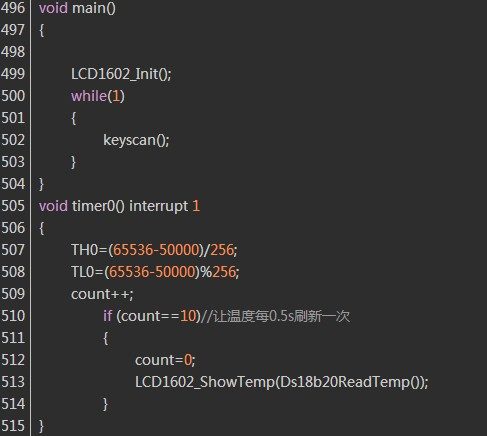 496 void main()
497 {
498
499 LCD1602_Init();
500 while(1)
501 {
502 keyscan();
503 }
504 }
505 void timer0() interrupt 1
506 {
507 TH0=(65536-50000)/256;
508 TL0=(65536-50000)%256;
509 count++;
510 if (count==10)//让温度每0.5s刷新一次
511 {
512 count=0;
513 LCD1602_ShowTemp(Ds18b20ReadTemp());
514 }
515 }